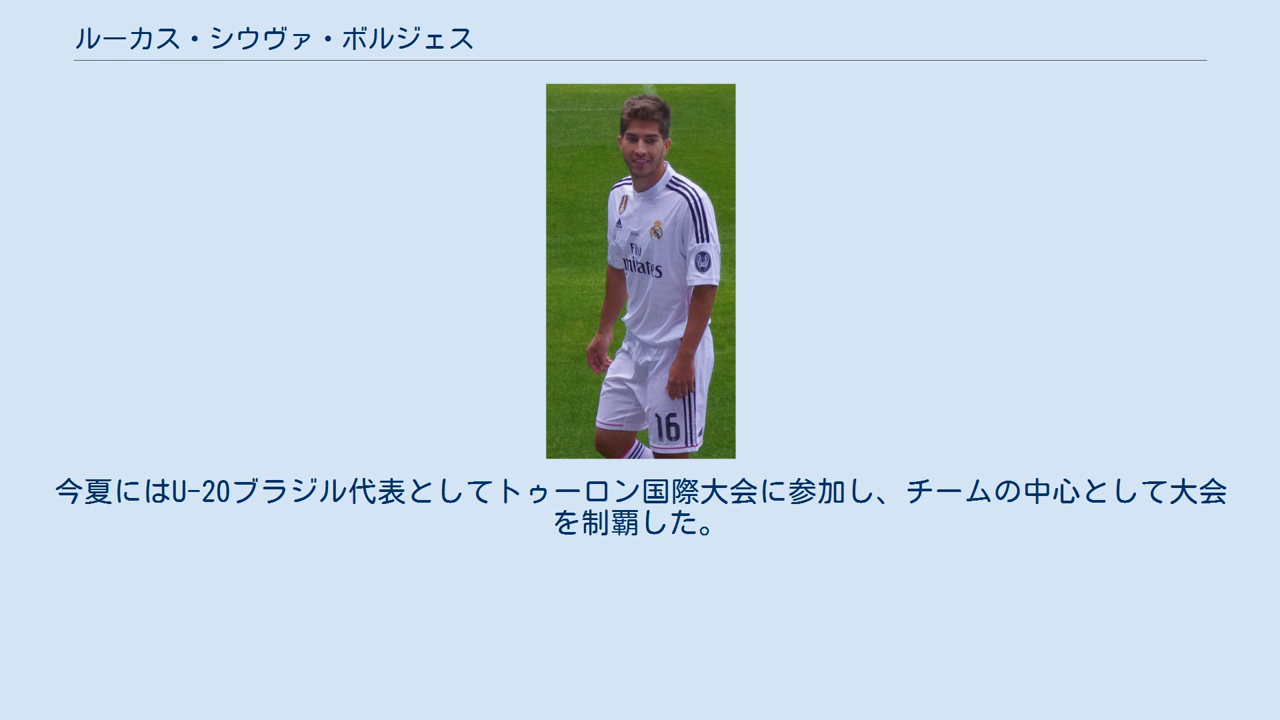 ルーカス・シウヴァ・ボルジェス
Fly
Emirates
16
今夏にはU-20ブラジル代表としてトゥーロン国際大会に参加し、チームの中心として大会
を制覇した。